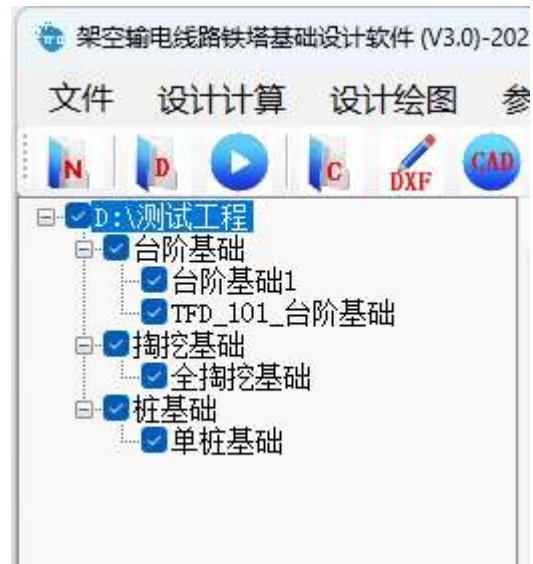 架空输电线路铁塔基础设计软件 (V3.0)-202
文件 设计计算 设计绘图 参
N D C DXF CAD
D:\测试工程
台阶基础
台阶基础1
TFD_101_台阶基础
掏挖基础
全掏挖基础
桩基础
单桩基础